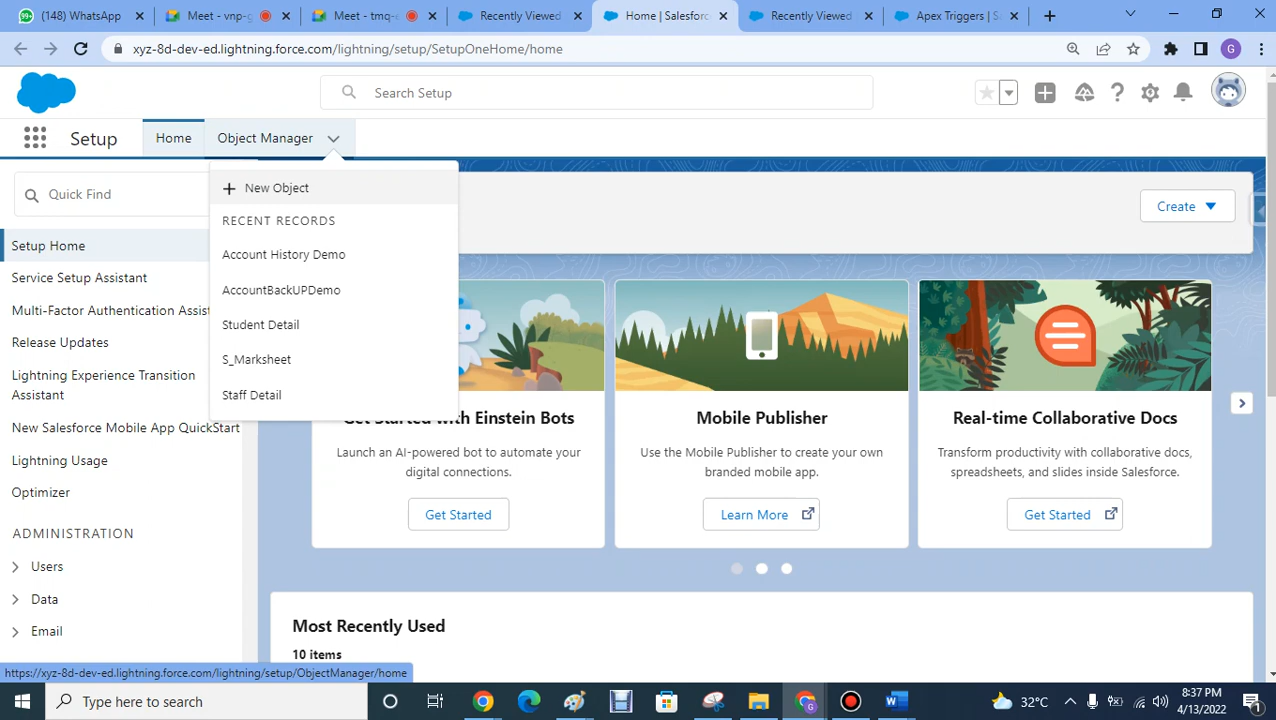 (118) WhatsApp
Meet - vnp-g
Meet - tmq-e
Recently Viewed
Home | Salesforc
Recently Viewed
Apex Triggers | S
xyz-8d-dev-ed.lightning.force.com/lightning/setup/SetupOneHome/home
G
Search Setup
Setup
Home
Object Manager
Quick Find
New Object
RECENT RECORDS
Account History Demo
AccountBackUPDemo
Student Detail
S_Marksheet
Staff Detail
Create
Setup Home
Service Setup Assistant
Multi-Factor Authentication Assist
Release Updates
Lightning Experience Transition
Assistant
New Salesforce Mobile App QuickStart
Lightning Usage
Optimizer
ADMINISTRATION
Users
Data
Email
Get Started with Einstein Bots
Launch an AI-powered bot to automate your
digital connections.
Get Started
Mobile Publisher
Use the Mobile Publisher to create your own
branded mobile app.
Learn More
Real-time Collaborative Docs
Transform productivity with collaborative docs,
spreadsheets, and slides inside Salesforce.
Get Started
Most Recently Used
10 items
https://xyz-8d-dev-ed.lightning.force.com/lightning/setup/ObjectManager/home
Type here to search
32°C
8:37 PM
4/13/2022